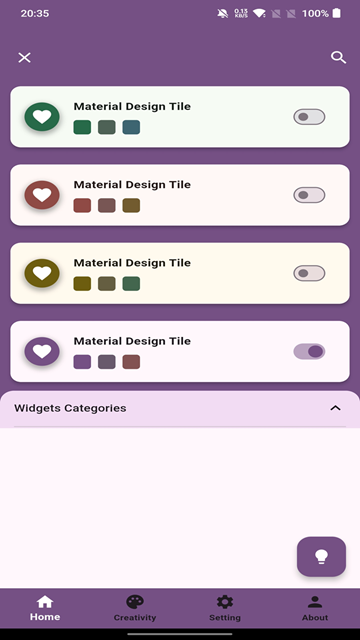 20:35
0.13 KB/S
100%
Material Design Tile
Material Design Tile
Material Design Tile
Material Design Tile
Widgets Categories
Home Creativity Setting About